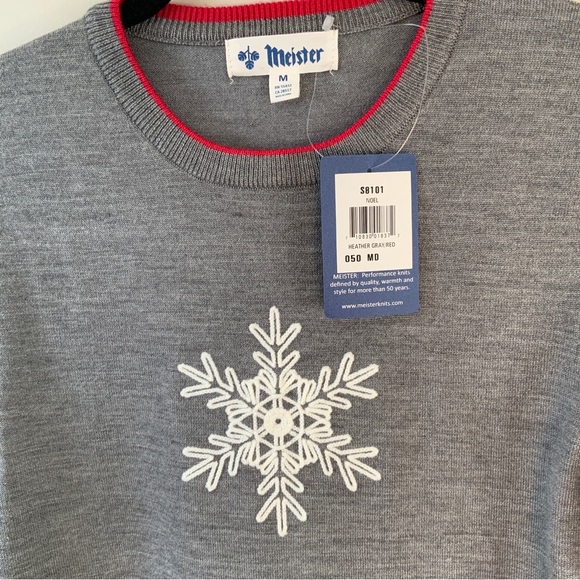 Meister
M
S8101
NOEL
HEATHER GRAY/RED
050 MD
MEISTER: Performance knits
defined by quality, warmth and
style for more than 50 years.
www.meisterknits.com